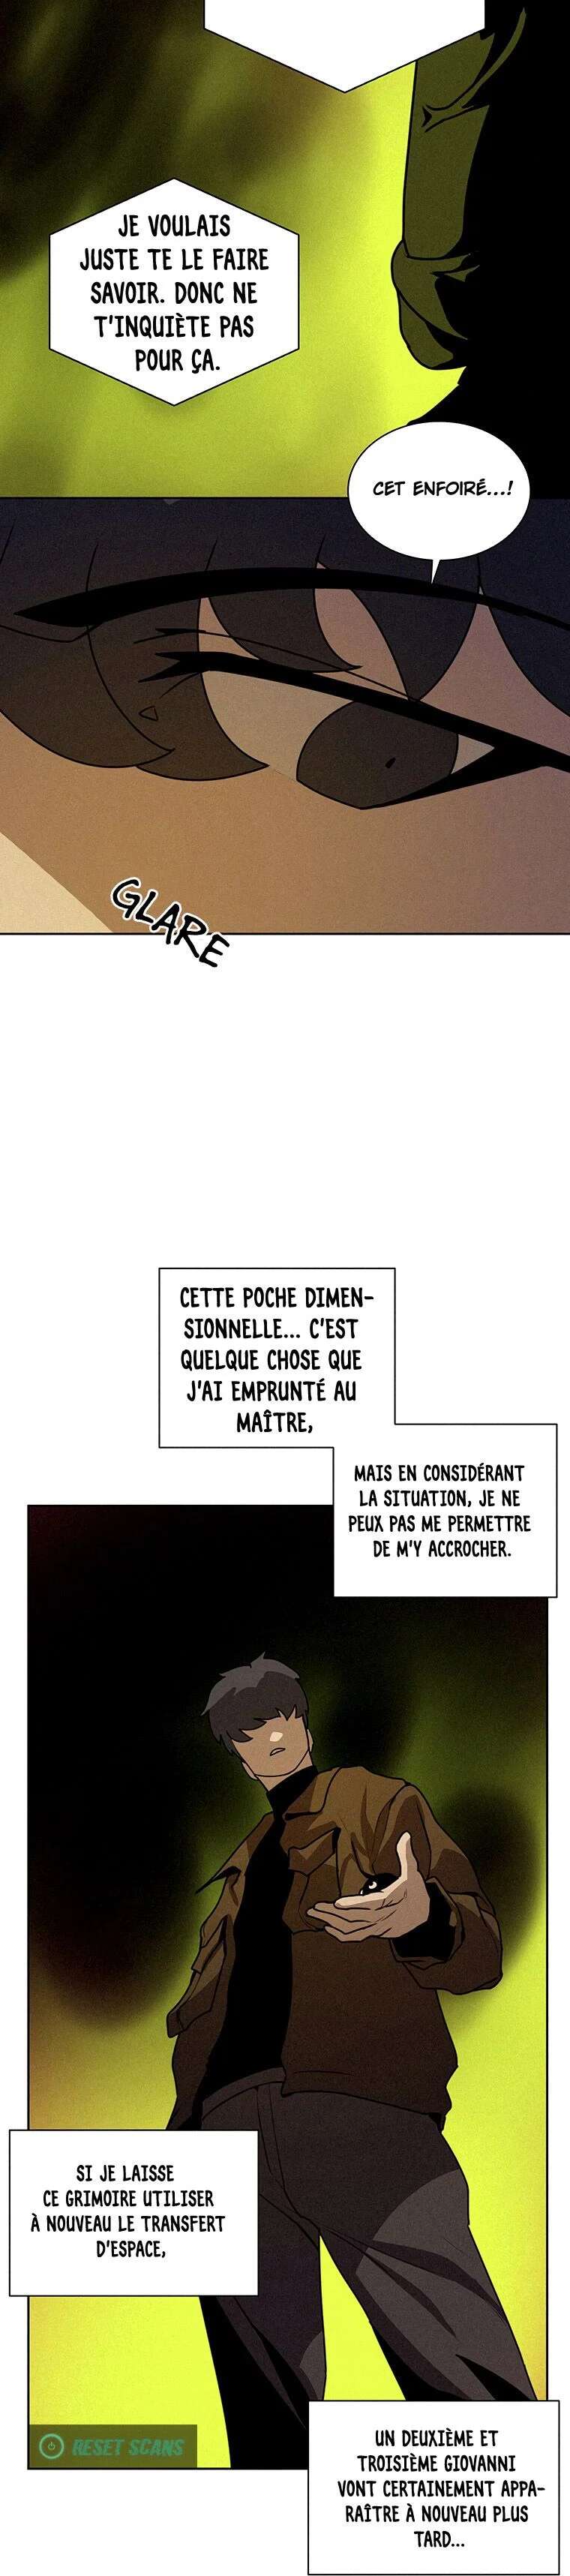 JE VOULAIS
JUSTE TE LE FAIRE
SAVOIR. DONC NE
T'INQUIÈTE PAS
POUR ÇA.
CET ENFOIRÉ...!
GLARE
CETTE POCHE DIMEN-
SIONNELLE... C'EST
QUELQUE CHOSE QUE
J'AI EMPRUNTÉ AU
MAÎTRE,
MAIS EN CONSIDÉRANT
LA SITUATION, JE NE
PEUX PAS ME PERMETTRE
DE M'Y ACCROCHER.
SI JE LAISSE
CE GRIMOIRE UTILISER
À NOUVEAU LE TRANSFERT
D'ESPACE,
RESET SCANS
UN DEUXIÈME ET
TROISIÈME GIOVANNI
VONT CERTAINEMENT APPA-
RAÎTRE À NOUVEAU PLUS
TARD...